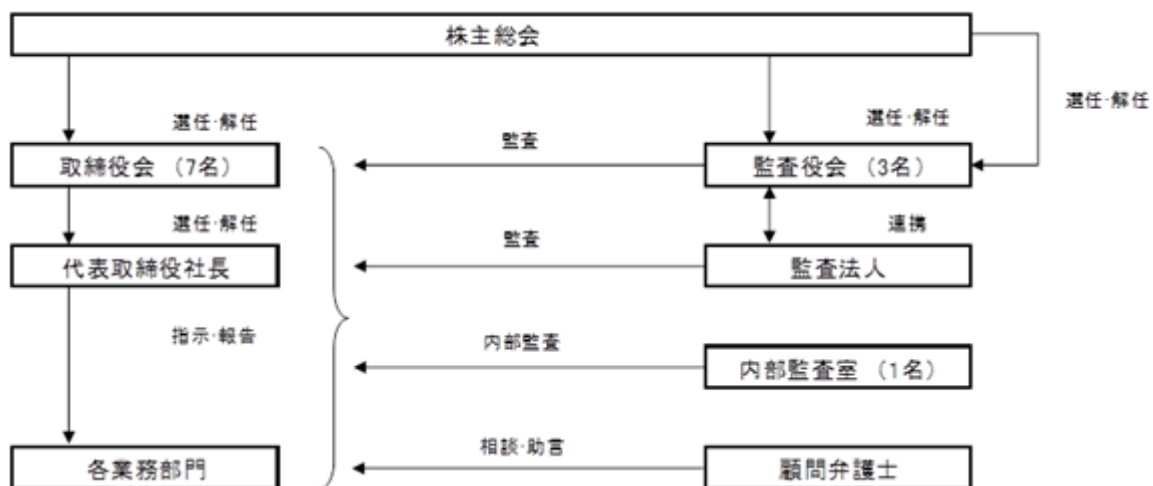 株主総会
選任・解任
選任・解任
選任・解任
監査
取締役会 (7名)
監査役会 (3名)
選任・解任
監査
連携
代表取締役社長
監査法人
指示・報告
内部監査
内部監査室 (1名)
相談・助言
各業務部門
顧問弁護士